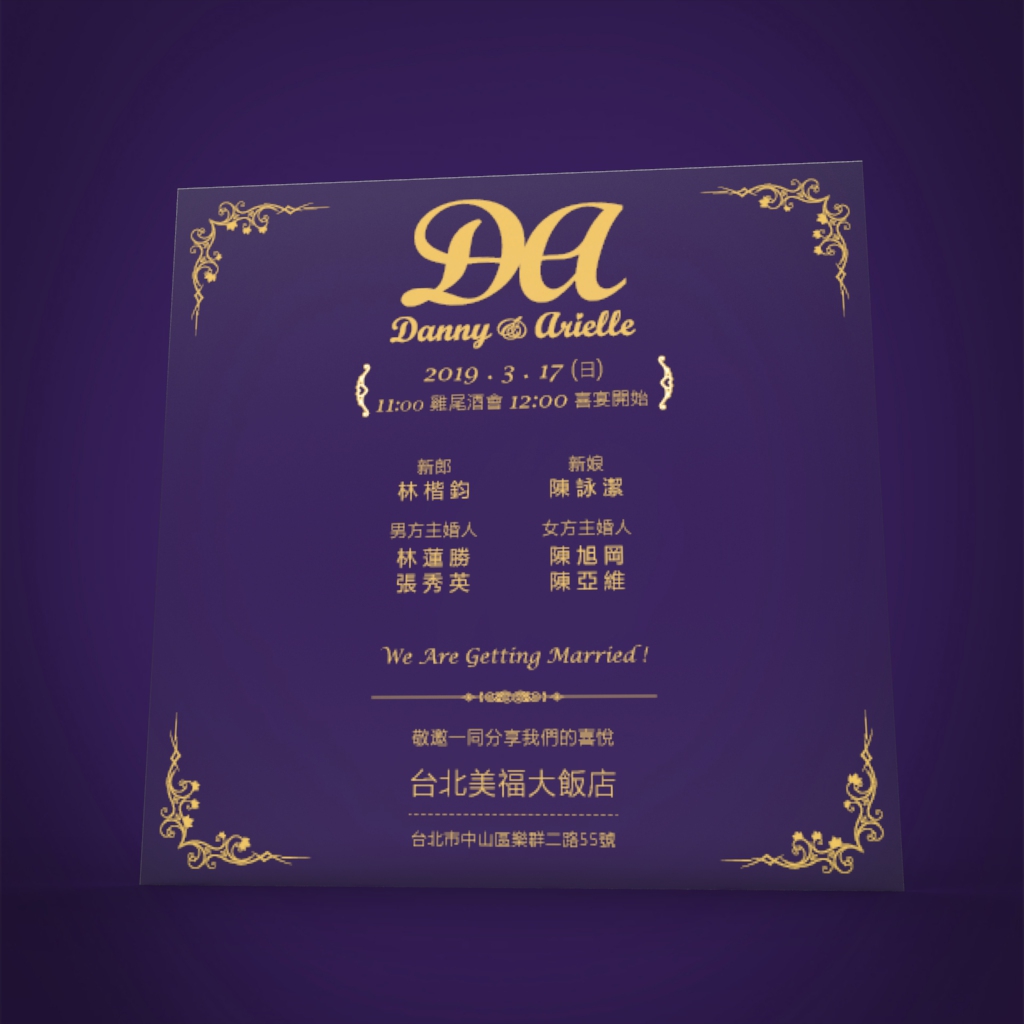 DA
Danny & Arielle
2019 . 3 . 17 (日)
11:00 雞尾酒會 12:00 喜宴開始
新郎 新娘
林楷鈞 陳詠潔
男方主婚人 女方主婚人
林蓮勝 陳旭岡
張秀英 陳亞維
We Are Getting Married !
敬邀一同分享我們的喜悅
台北美福大飯店
台北市中山區樂群二路55號